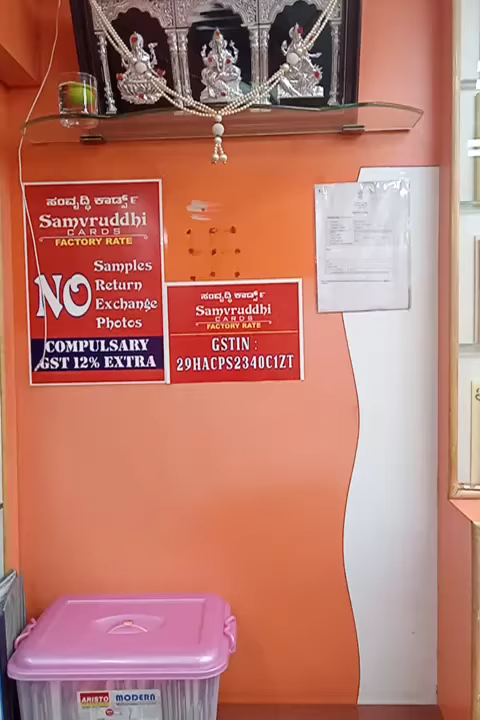 ಸಂವೃದ್ಧಿ ಕಾರ್ಡ್ಸ್
Samvruddhi
CARDS
FACTORY RATE
NO
Samples
Return
Exchange
Photos
COMPULSARY
GST 12% EXTRA
ಸಂವೃದ್ಧಿ ಕಾರ್ಡ್ಸ್
Samvruddhi
CARDS
FACTORY RATE
GSTIN :
29HACPS2340C1ZT
ARISTO
MODERN